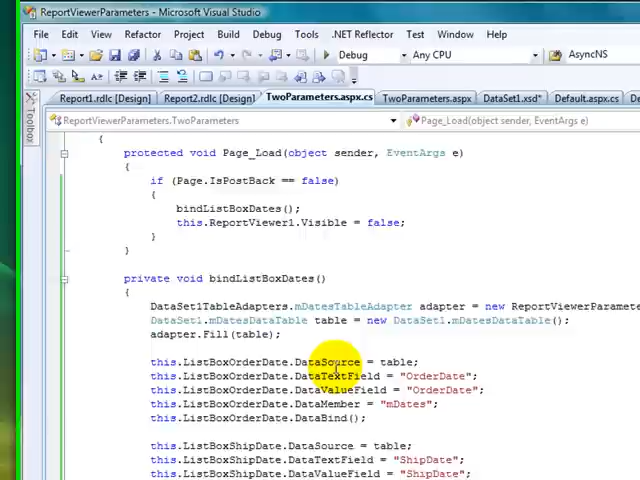 ReportViewerParameters - Microsoft Visual Studio
File Edit View Refactor Project Build Debug Tools .NET Reflector Test Window Help
Debug Any CPU AsyncNS
Report1.rdlc [Design] Report2.rdlc [Design] TwoParameters.aspx.cs TwoParameters.aspx DataSet1.xsd* Default.aspx.cs
ReportViewerParameters.TwoParameters Page_Load(object sender, EventArgs e)
Toolbox
{
protected void Page_Load(object sender, EventArgs e)
{
if (Page.IsPostBack == false)
{
bindListBoxDates();
this.ReportViewer1.Visible = false;
}
}
private void bindListBoxDates()
{
DataSet1TableAdapters.mDatesTableAdapter adapter = new ReportViewerParamete
DataSet1.mDatesDataTable table = new DataSet1.mDatesDataTable();
adapter.Fill(table);
this.ListBoxOrderDate.DataSource = table;
this.ListBoxOrderDate.DataTextField = "OrderDate";
this.ListBoxOrderDate.DataValueField = "OrderDate";
this.ListBoxOrderDate.DataMember = "mDates";
this.ListBoxOrderDate.DataBind();
this.ListBoxShipDate.DataSource = table;
this.ListBoxShipDate.DataTextField = "ShipDate";
this.ListBoxShipDate.DataValueField = "ShipDate";